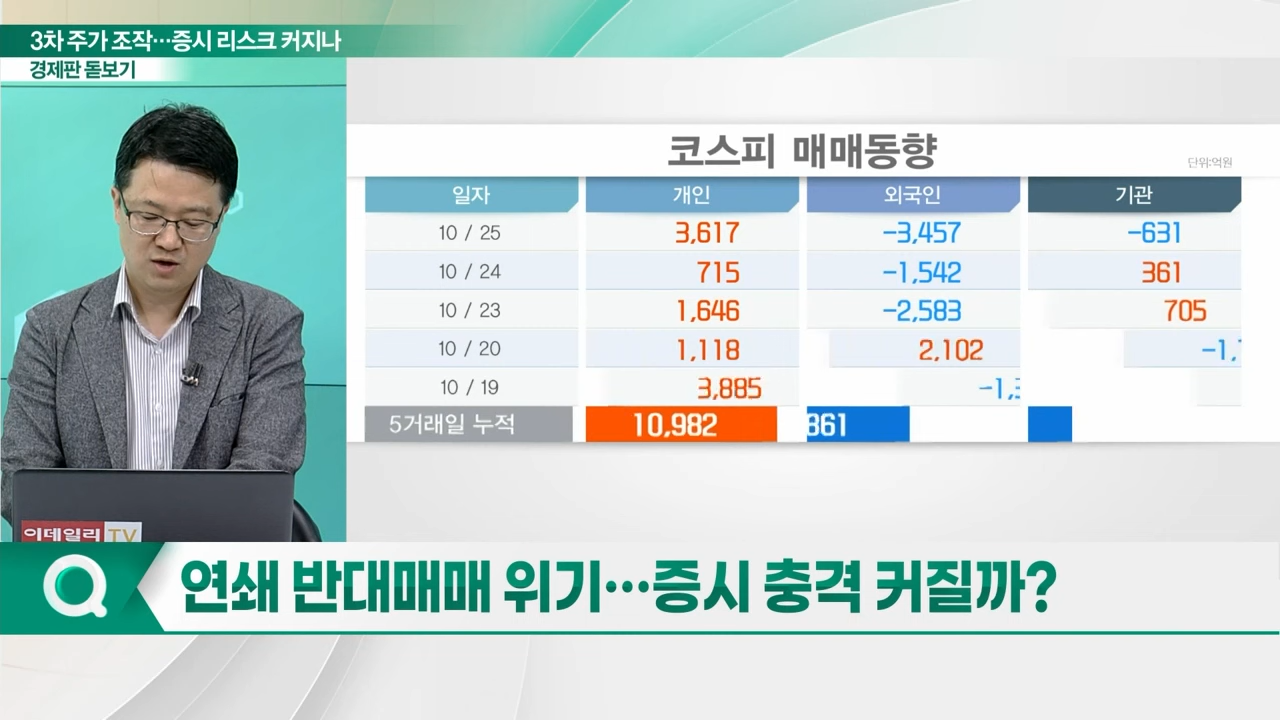 3차 주가 조작…증시 리스크 커지나
경제판 돋보기
코스피 매매동향
단위:억원
일자 개인 외국인 기관
10 / 25 3,617 -3,457 -631
10 / 24 715 -1,542 361
10 / 23 1,646 -2,583 705
10 / 20 1,118 2,102
10 / 19 3,885
5거래일 누적 10,982 861
이데일리 TV
연쇄 반대매매 위기…증시 충격 커질까?